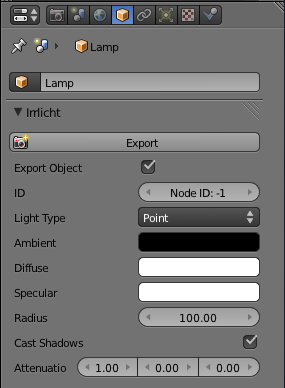 Lamp
Lamp
Irrlicht
Export
Export Object
ID Node ID: -1
Light Type Point
Ambient
Diffuse
Specular
Radius 100.00
Cast Shadows
Attenuatio 1.00 0.00 0.00